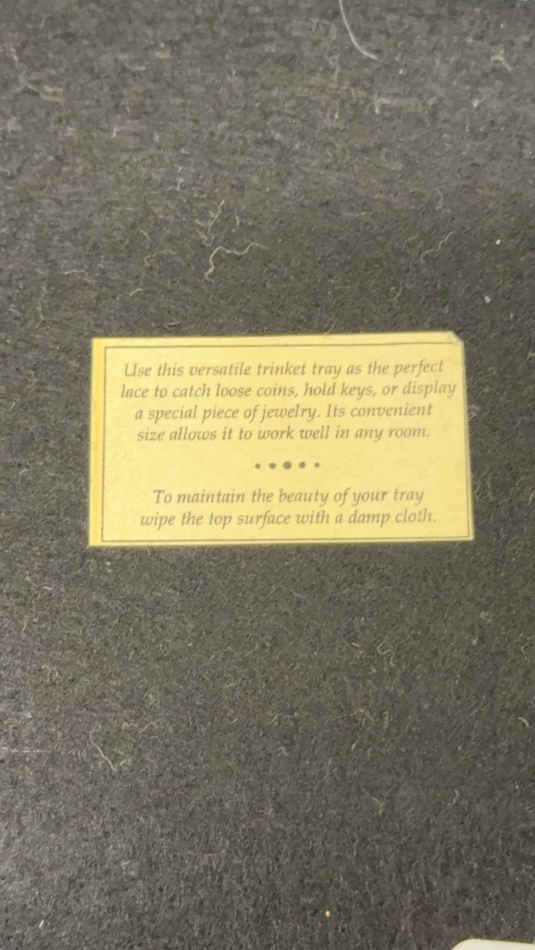 Use this versatile trinket tray as the perfect
lace to catch loose coins, hold keys, or display
a special piece of jewelry. Its convenient
size allows it to work well in any room.
To maintain the beauty of your tray
wipe the top surface with a damp cloth.